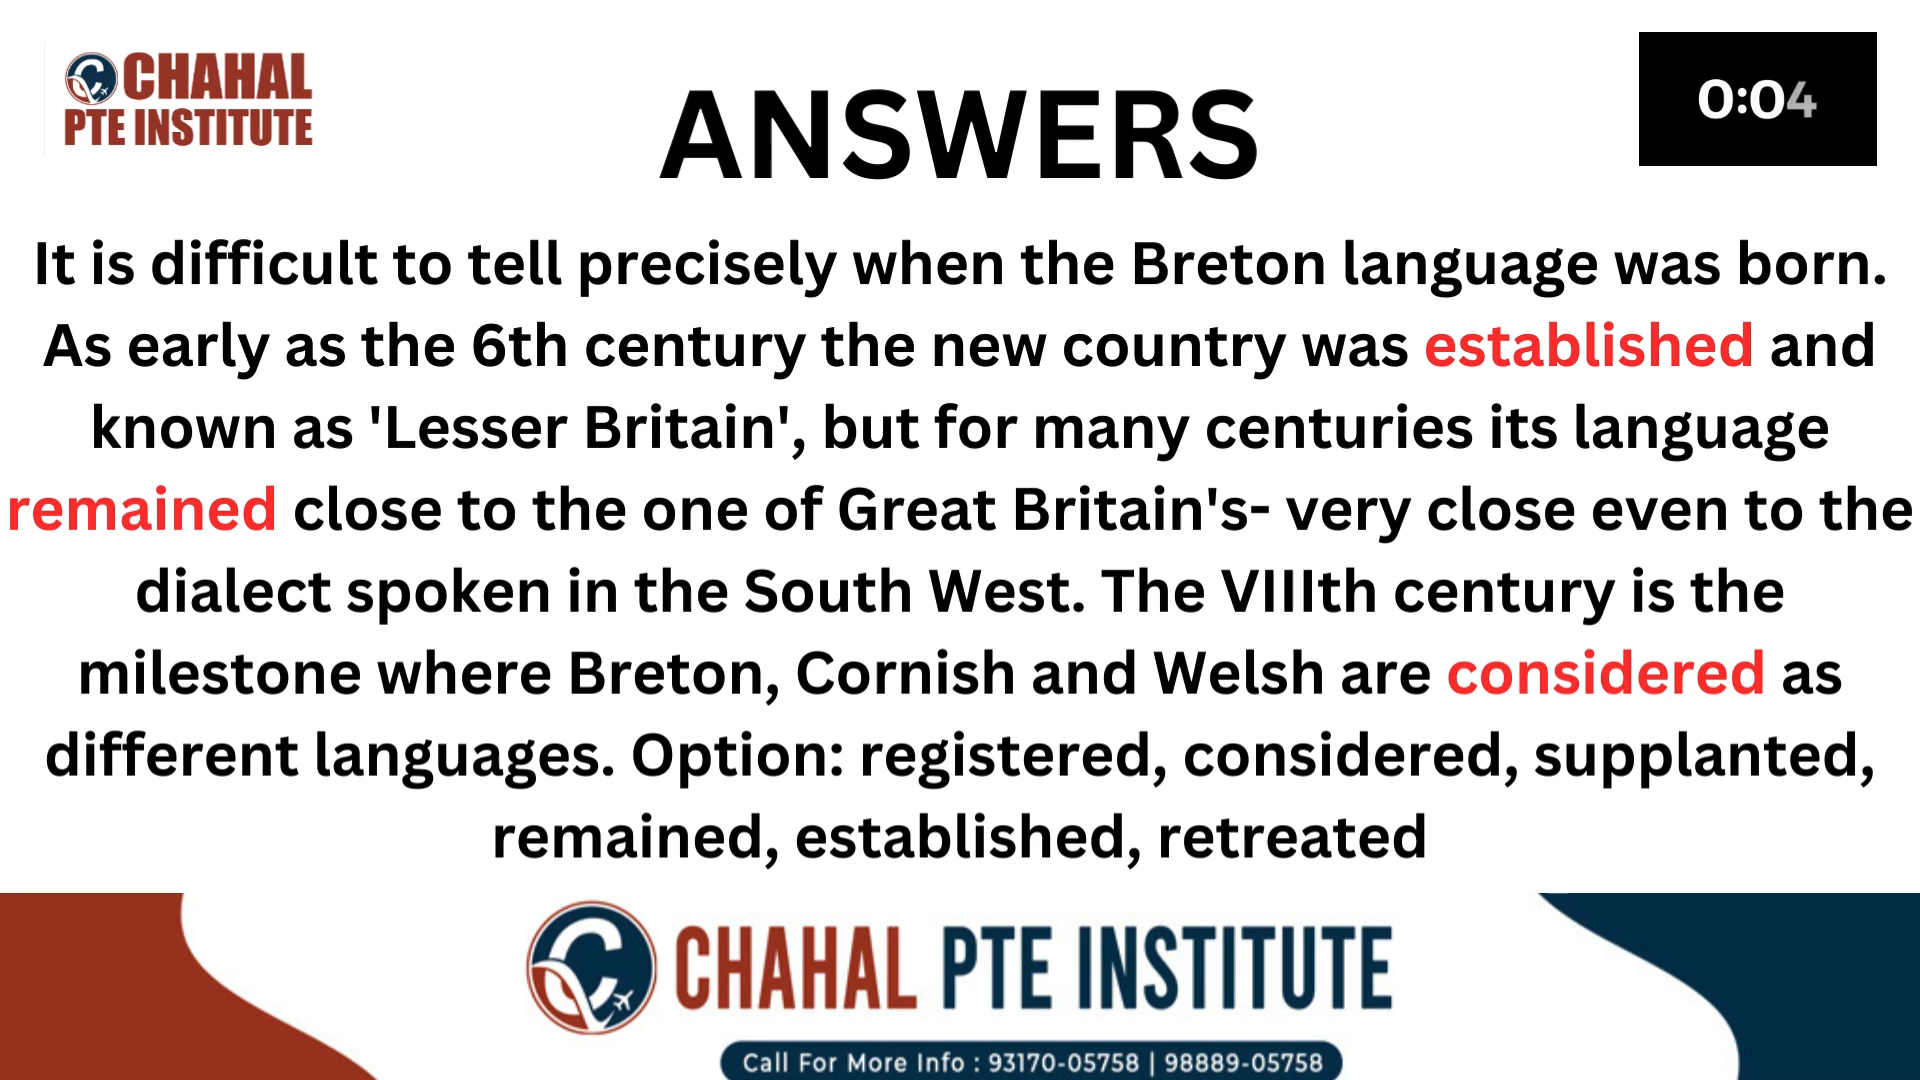 CHAHAL
PTE INSTITUTE
ANSWERS
0:04
It is difficult to tell precisely when the Breton language was born.
As early as the 6th century the new country was established and
known as 'Lesser Britain', but for many centuries its language
remained close to the one of Great Britain's- very close even to the
dialect spoken in the South West. The VIIIth century is the
milestone where Breton, Cornish and Welsh are considered as
different languages. Option: registered, considered, supplanted,
remained, established, retreated
CHAHAL PTE INSTITUTE
Call For More Info : 93170-05758 | 98889-05758